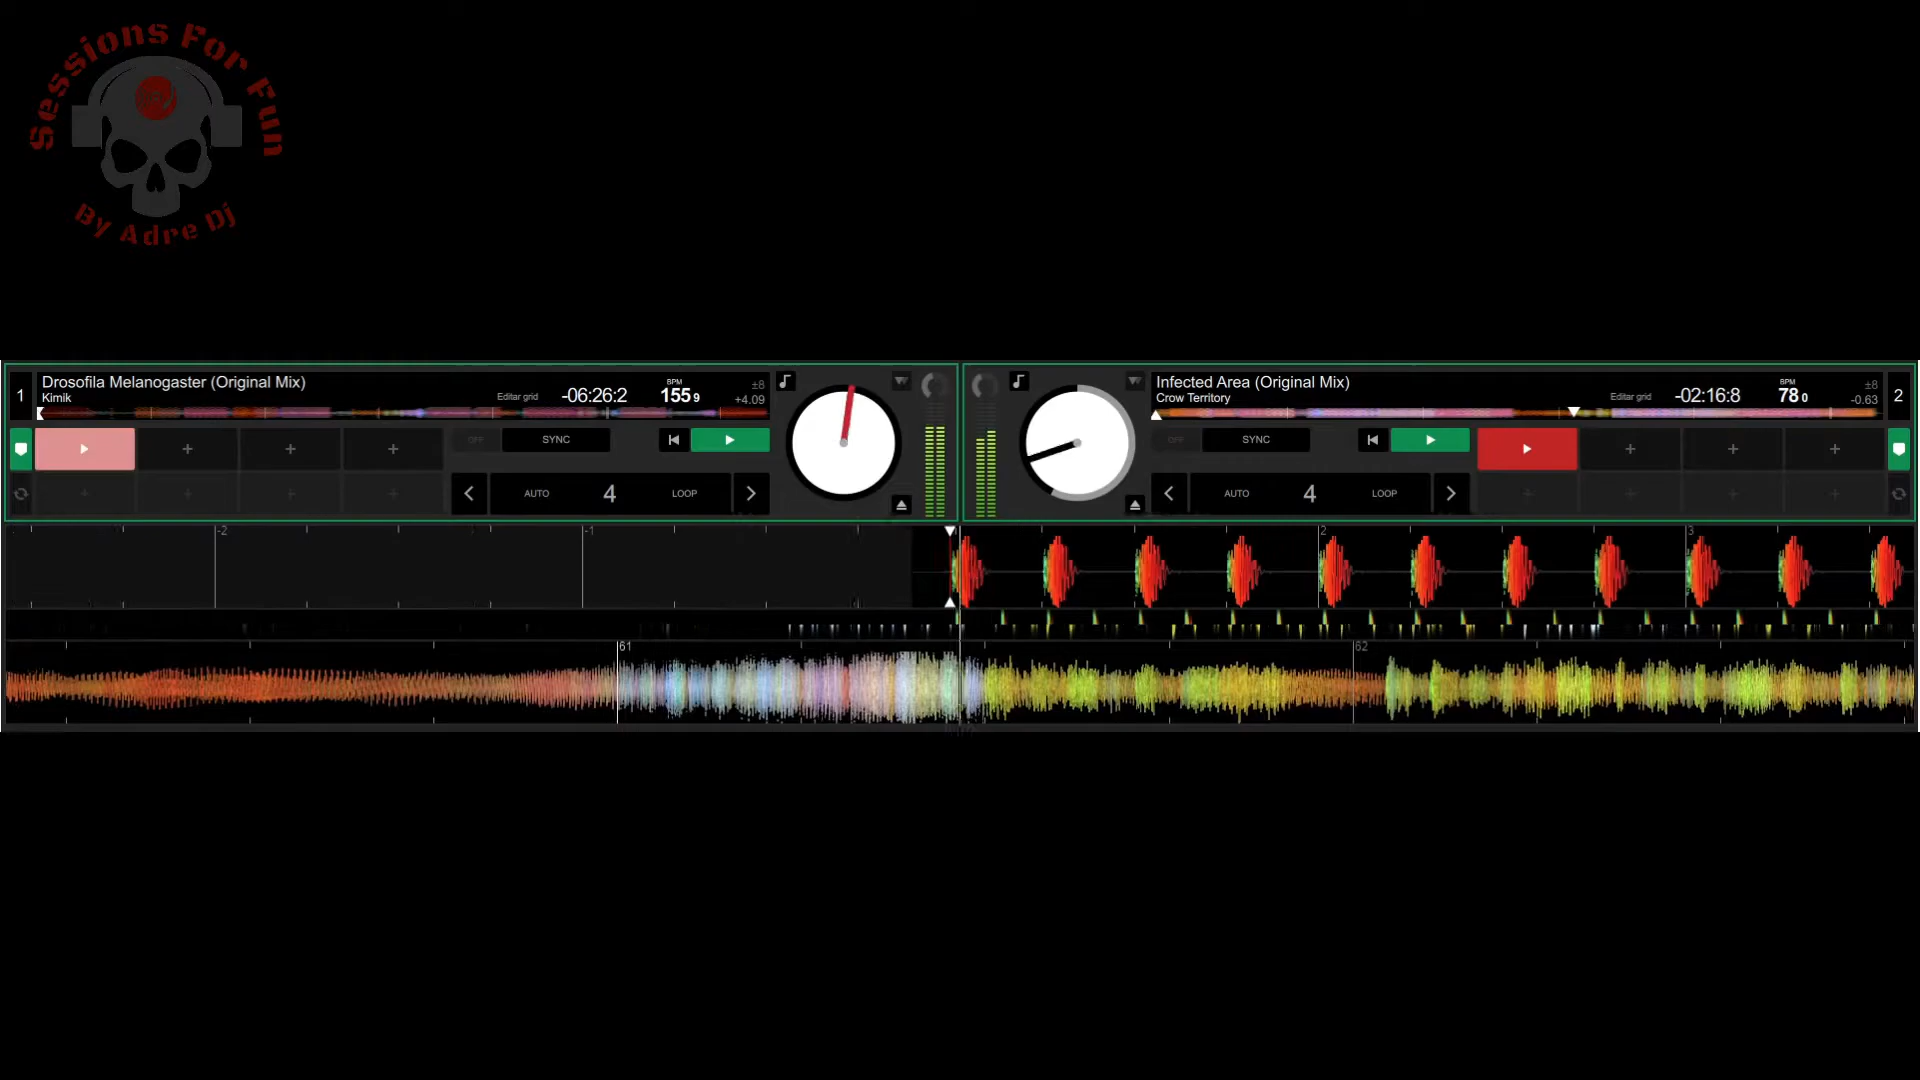 Sessions For Fun
By Adre Dj
1
Drosofila Melanogaster (Original Mix)
Kimik
Editar grid
-06:26:2
BPM
155 9
±8
+4.09
OFF
SYNC
AUTO
4
LOOP
Infected Area (Original Mix)
Crow Territory
Editar grid
-02:16:8
BPM
78 0
±8
-0.63
2
OFF
SYNC
AUTO
4
LOOP
-2
-1
2
3
61
62